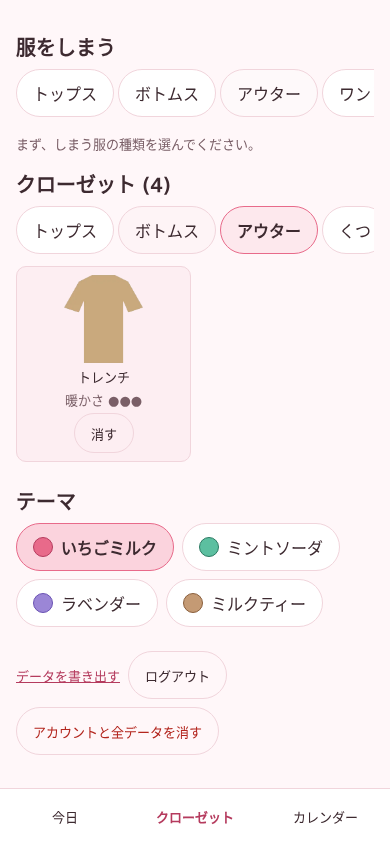 服をしまう
トップス ボトムス アウター ワン
まず、しまう服の種類を選んでください。
クローゼット (4)
トップス ボトムス アウター くつ
トレンチ
暖かさ ●●●
消す
テーマ
いちごミルク ミントソーダ
ラベンダー ミルクティー
データを書き出す ログアウト
アカウントと全データを消す
今日 クローゼット カレンダー